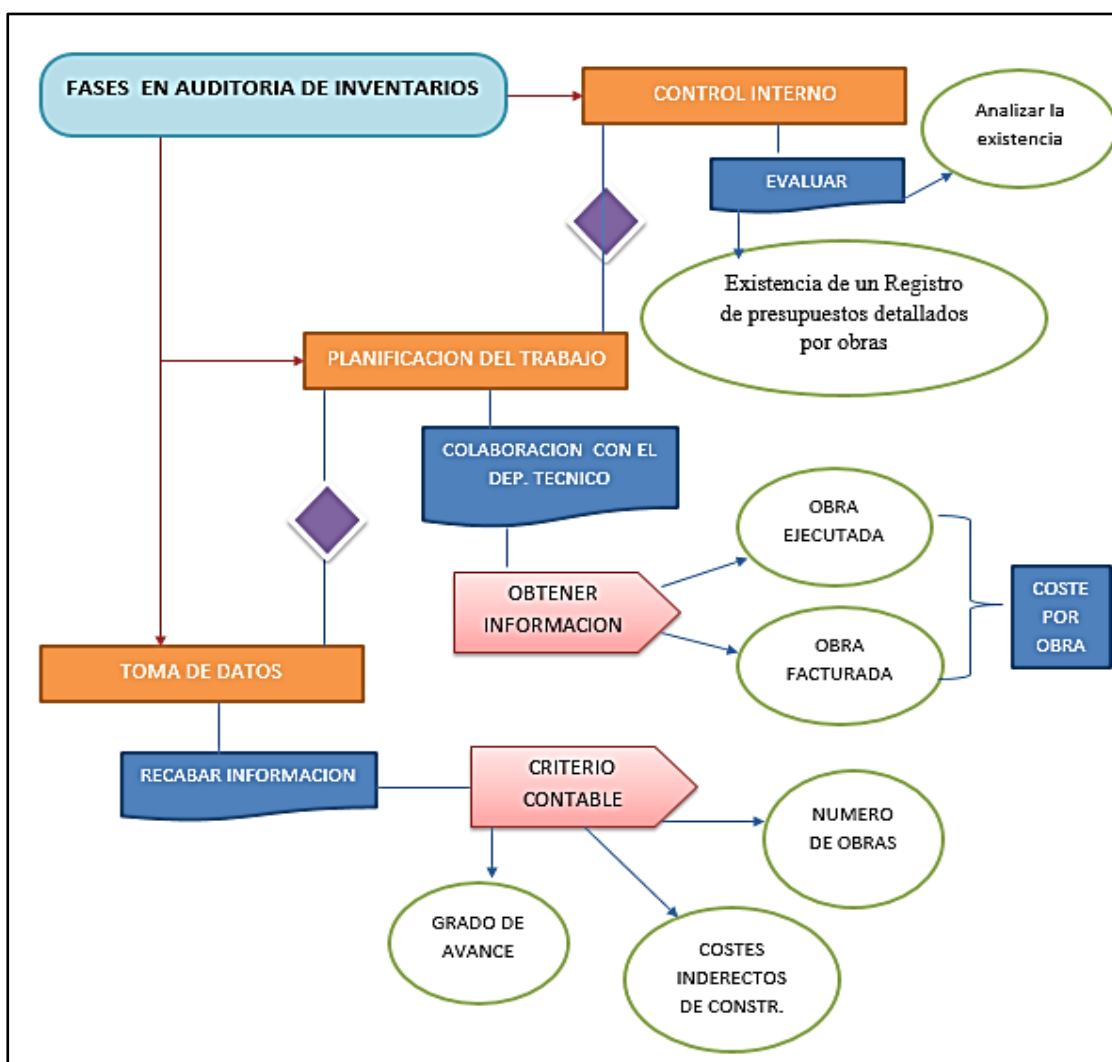 FASES EN AUDITORIA DE INVENTARIOS
CONTROL INTERNO
Analizar la
existencia
EVALUAR
Existencia de un Registro
de presupuestos detallados
por obras
PLANIFICACION DEL TRABAJO
COLABORACION CON EL
DEP. TECNICO
OBRA
EJECUTADA
OBTENER
INFORMACION
COSTE
POR
OBRA
OBRA
FACTURADA
TOMA DE DATOS
RECABAR INFORMACION
CRITERIO
CONTABLE
NUMERO
DE OBRAS
GRADO DE
AVANCE
COSTES
INDERECTOS
DE CONSTR.